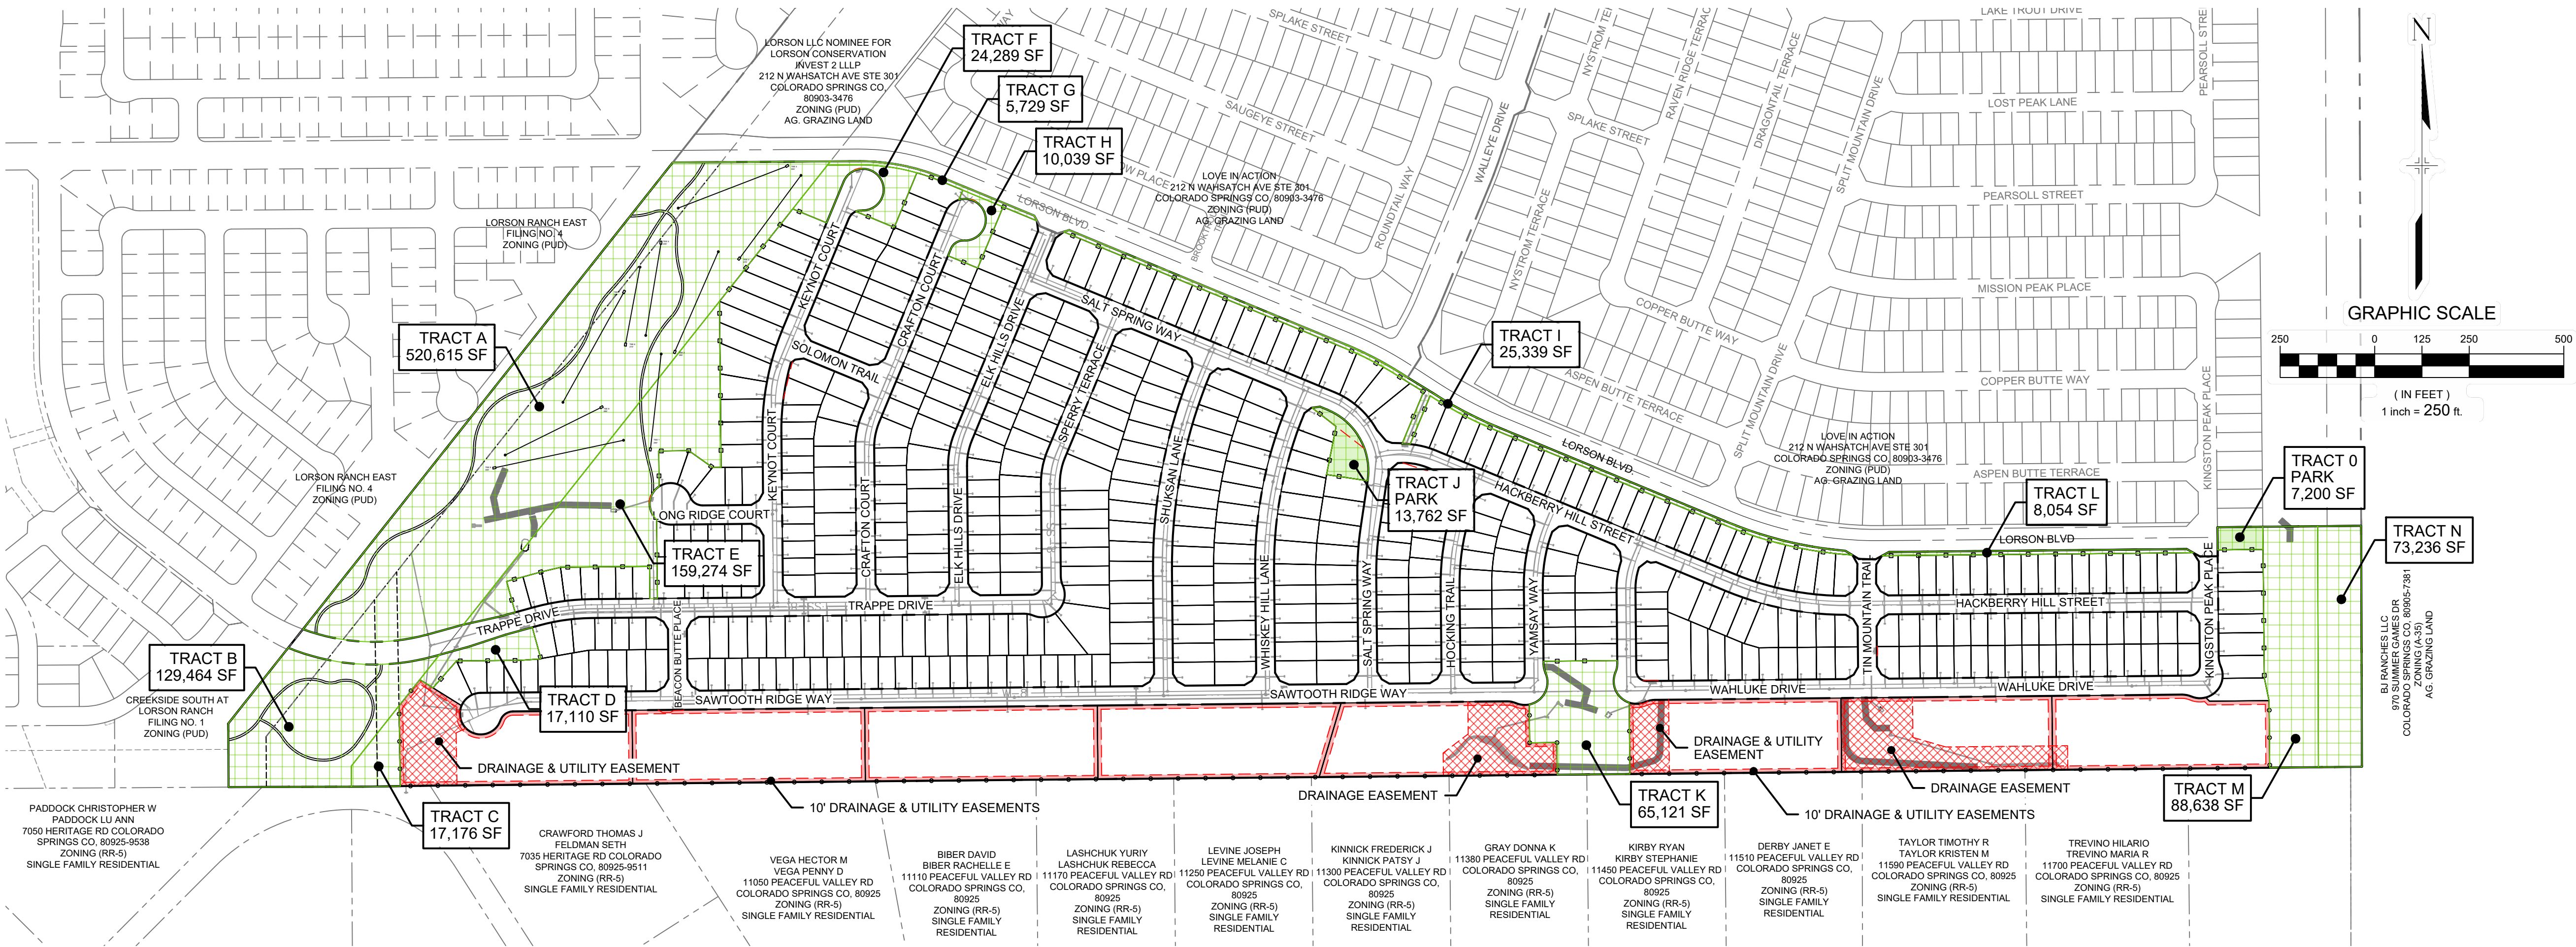 LORSON LLC NOMINEE FOR
LORSON CONSERVATION
INVEST 2 LLLP
212 N WAHSATCH AVE STE 301
COLORADO SPRINGS CO,
80903-3476
ZONING (PUD)
AG. GRAZING LAND
WAY
TRACT F
24,289 SF
TRACT G
5,729 SF
TRACT H
10,039 SF
SPLAKE STREET
SAUGEYE STREET
OW PLACE
LOVE IN ACTION
212 N WAHSATCH AVE STE 301
COLORADO SPRINGS CO, 80903-3476
ZONING (PUD)
AG. GRAZING LAND
LORSON BLVD.
ROUNDTAIL WAY
WALLEYE DRIVE
NYSTROM TE
SPLAKE STREET
NYSTROM TERRACE
RAVEN RIDGE TERRAC
DRAGONTAIL TERRACE
SPLIT MOUNTAIN DRIVE
COPPER BUTTE WAY
ASPEN BUTTE TERRACE
SPLIT MOUNTAIN DRIVE
LAKE TROUT DRIVE
LOST PEAK LANE
PEARSOLL STREET
MISSION PEAK PLACE
COPPER BUTTE WAY
ASPEN BUTTE TERRACE
PEARSOLL STREE
KINGSTON PEAK PLACE
N
GRAPHIC SCALE
250
0
125
250
500
( IN FEET )
1 inch = 250 ft.
LORSON RANCH EAST
FILING NO. 4
ZONING (PUD)
TRACT A
520,615 SF
LORSON RANCH EAST
FILING NO. 4
ZONING (PUD)
KEYNOT COURT
CRAFTON COURT
ELK HILLS DRIVE
SALT SPRING WAY
SOLOMON TRAIL
SPERRY TERRACE
TRACT I
25,339 SF
LORSON BLVD.
LOVE IN ACTION
212 N WAHSATCH AVE STE 301
COLORADO SPRINGS CO, 80903-3476
ZONING (PUD)
AG. GRAZING LAND
KEYNOT COURT
LONG RIDGE COURT
CRAFTON COURT
ELK HILLS DRIVE
SHUKSAN LANE
WHISKEY HILL LANE
SALT SPRING WAY
TRACT J
PARK
13,762 SF
HACKBERRY HILL STREET
HOCKING TRAIL
YAMSAY WAY
TRACT L
8,054 SF
LORSON BLVD
TRACT 0
PARK
7,200 SF
TRACT N
73,236 SF
BJ RANCHES LLC
970 SUMMER GAMES DR
COLORADO SPRINGS CO, 80905-7381
ZONING (A-35)
AG. GRAZING LAND
TRACT E
159,274 SF
TRAPPE DRIVE
TRAPPE DRIVE
HACKBERRY HILL STREET
TIN MOUNTAIN TRAIL
KINGSTON PEAK PLACE
TRACT B
129,464 SF
CREEKSIDE SOUTH AT
LORSON RANCH
FILING NO. 1
ZONING (PUD)
TRACT D
17,110 SF
BEACON BUTTE PLACE
SAWTOOTH RIDGE WAY
SAWTOOTH RIDGE WAY
WAHLUKE DRIVE
WAHLUKE DRIVE
DRAINAGE & UTILITY EASEMENT
DRAINAGE & UTILITY
EASEMENT
TRACT C
17,176 SF
10' DRAINAGE & UTILITY EASEMENTS
DRAINAGE EASEMENT
TRACT K
65,121 SF
10' DRAINAGE & UTILITY EASEMENTS
DRAINAGE EASEMENT
TRACT M
88,638 SF
PADDOCK CHRISTOPHER W
PADDOCK LU ANN
7050 HERITAGE RD COLORADO
SPRINGS CO, 80925-9538
ZONING (RR-5)
SINGLE FAMILY RESIDENTIAL
CRAWFORD THOMAS J
FELDMAN SETH
7035 HERITAGE RD COLORADO
SPRINGS CO, 80925-9511
ZONING (RR-5)
SINGLE FAMILY RESIDENTIAL
VEGA HECTOR M
VEGA PENNY D
11050 PEACEFUL VALLEY RD
COLORADO SPRINGS CO, 80925
ZONING (RR-5)
SINGLE FAMILY RESIDENTIAL
BIBER DAVID
BIBER RACHELLE E
11110 PEACEFUL VALLEY RD
COLORADO SPRINGS CO,
80925
ZONING (RR-5)
SINGLE FAMILY
RESIDENTIAL
LASHCHUK YURIY
LASHCHUK REBECCA
11170 PEACEFUL VALLEY RD
COLORADO SPRINGS CO,
80925
ZONING (RR-5)
SINGLE FAMILY
RESIDENTIAL
LEVINE JOSEPH
LEVINE MELANIE C
11250 PEACEFUL VALLEY RD
COLORADO SPRINGS CO,
80925
ZONING (RR-5)
SINGLE FAMILY
RESIDENTIAL
KINNICK FREDERICK J
KINNICK PATSY J
11300 PEACEFUL VALLEY RD
COLORADO SPRINGS CO,
80925
ZONING (RR-5)
SINGLE FAMILY
RESIDENTIAL
GRAY DONNA K
11380 PEACEFUL VALLEY RD
COLORADO SPRINGS CO,
80925
ZONING (RR-5)
SINGLE FAMILY
RESIDENTIAL
KIRBY RYAN
KIRBY STEPHANIE
11450 PEACEFUL VALLEY RD
COLORADO SPRINGS CO,
80925
ZONING (RR-5)
SINGLE FAMILY
RESIDENTIAL
DERBY JANET E
11510 PEACEFUL VALLEY RD
COLORADO SPRINGS CO,
80925
ZONING (RR-5)
SINGLE FAMILY
RESIDENTIAL
TAYLOR TIMOTHY R
TAYLOR KRISTEN M
11590 PEACEFUL VALLEY RD
COLORADO SPRINGS CO, 80925
ZONING (RR-5)
SINGLE FAMILY RESIDENTIAL
TREVINO HILARIO
TREVINO MARIA R
11700 PEACEFUL VALLEY RD
COLORADO SPRINGS CO, 80925
ZONING (RR-5)
SINGLE FAMILY RESIDENTIAL